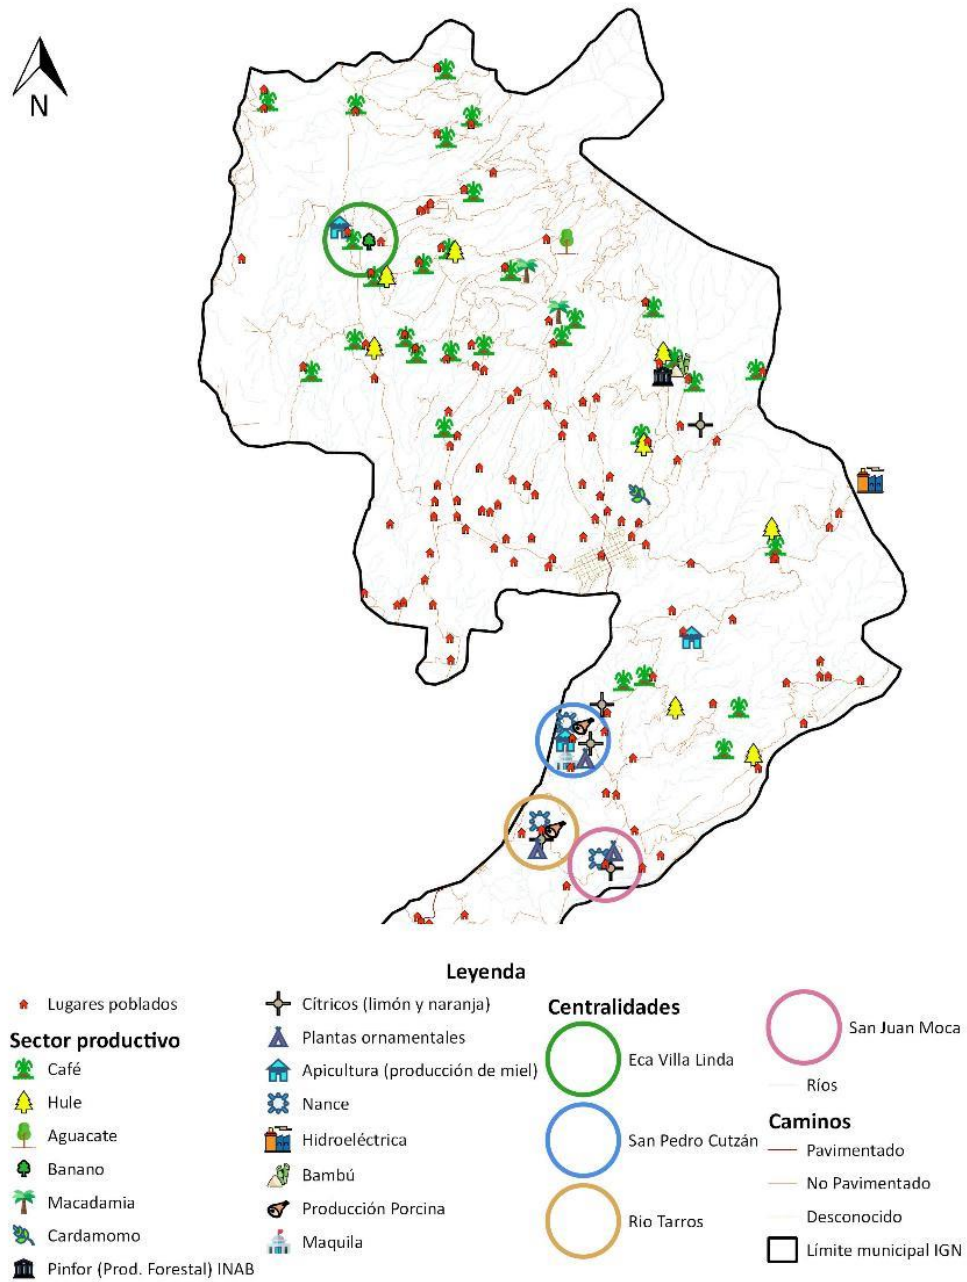 N
Leyenda
Lugares poblados
Sector productivo
Café
Hule
Aguacate
Banano
Macadamia
Cardamomo
Pinfor (Prod. Forestal) INAB
Cítricos (limón y naranja)
Plantas ornamentales
Apicultura (producción de miel)
Nance
Hidroeléctrica
Bambú
Producción Porcina
Maquila
Centralidades
Eca Villa Linda
San Pedro Cutzán
Rio Tarros
San Juan Moca
Ríos
Caminos
Pavimentado
No Pavimentado
Desconocido
Límite municipal IGN